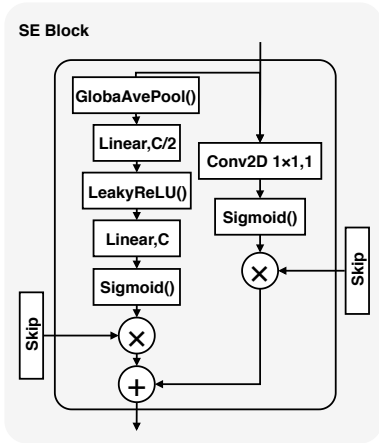 SE Block
GlobaAvePool()
Linear,C/2
LeakyReLU()
Linear,C
Sigmoid()
×
+
Skip
Conv2D 1×1,1
Sigmoid()
×
Skip